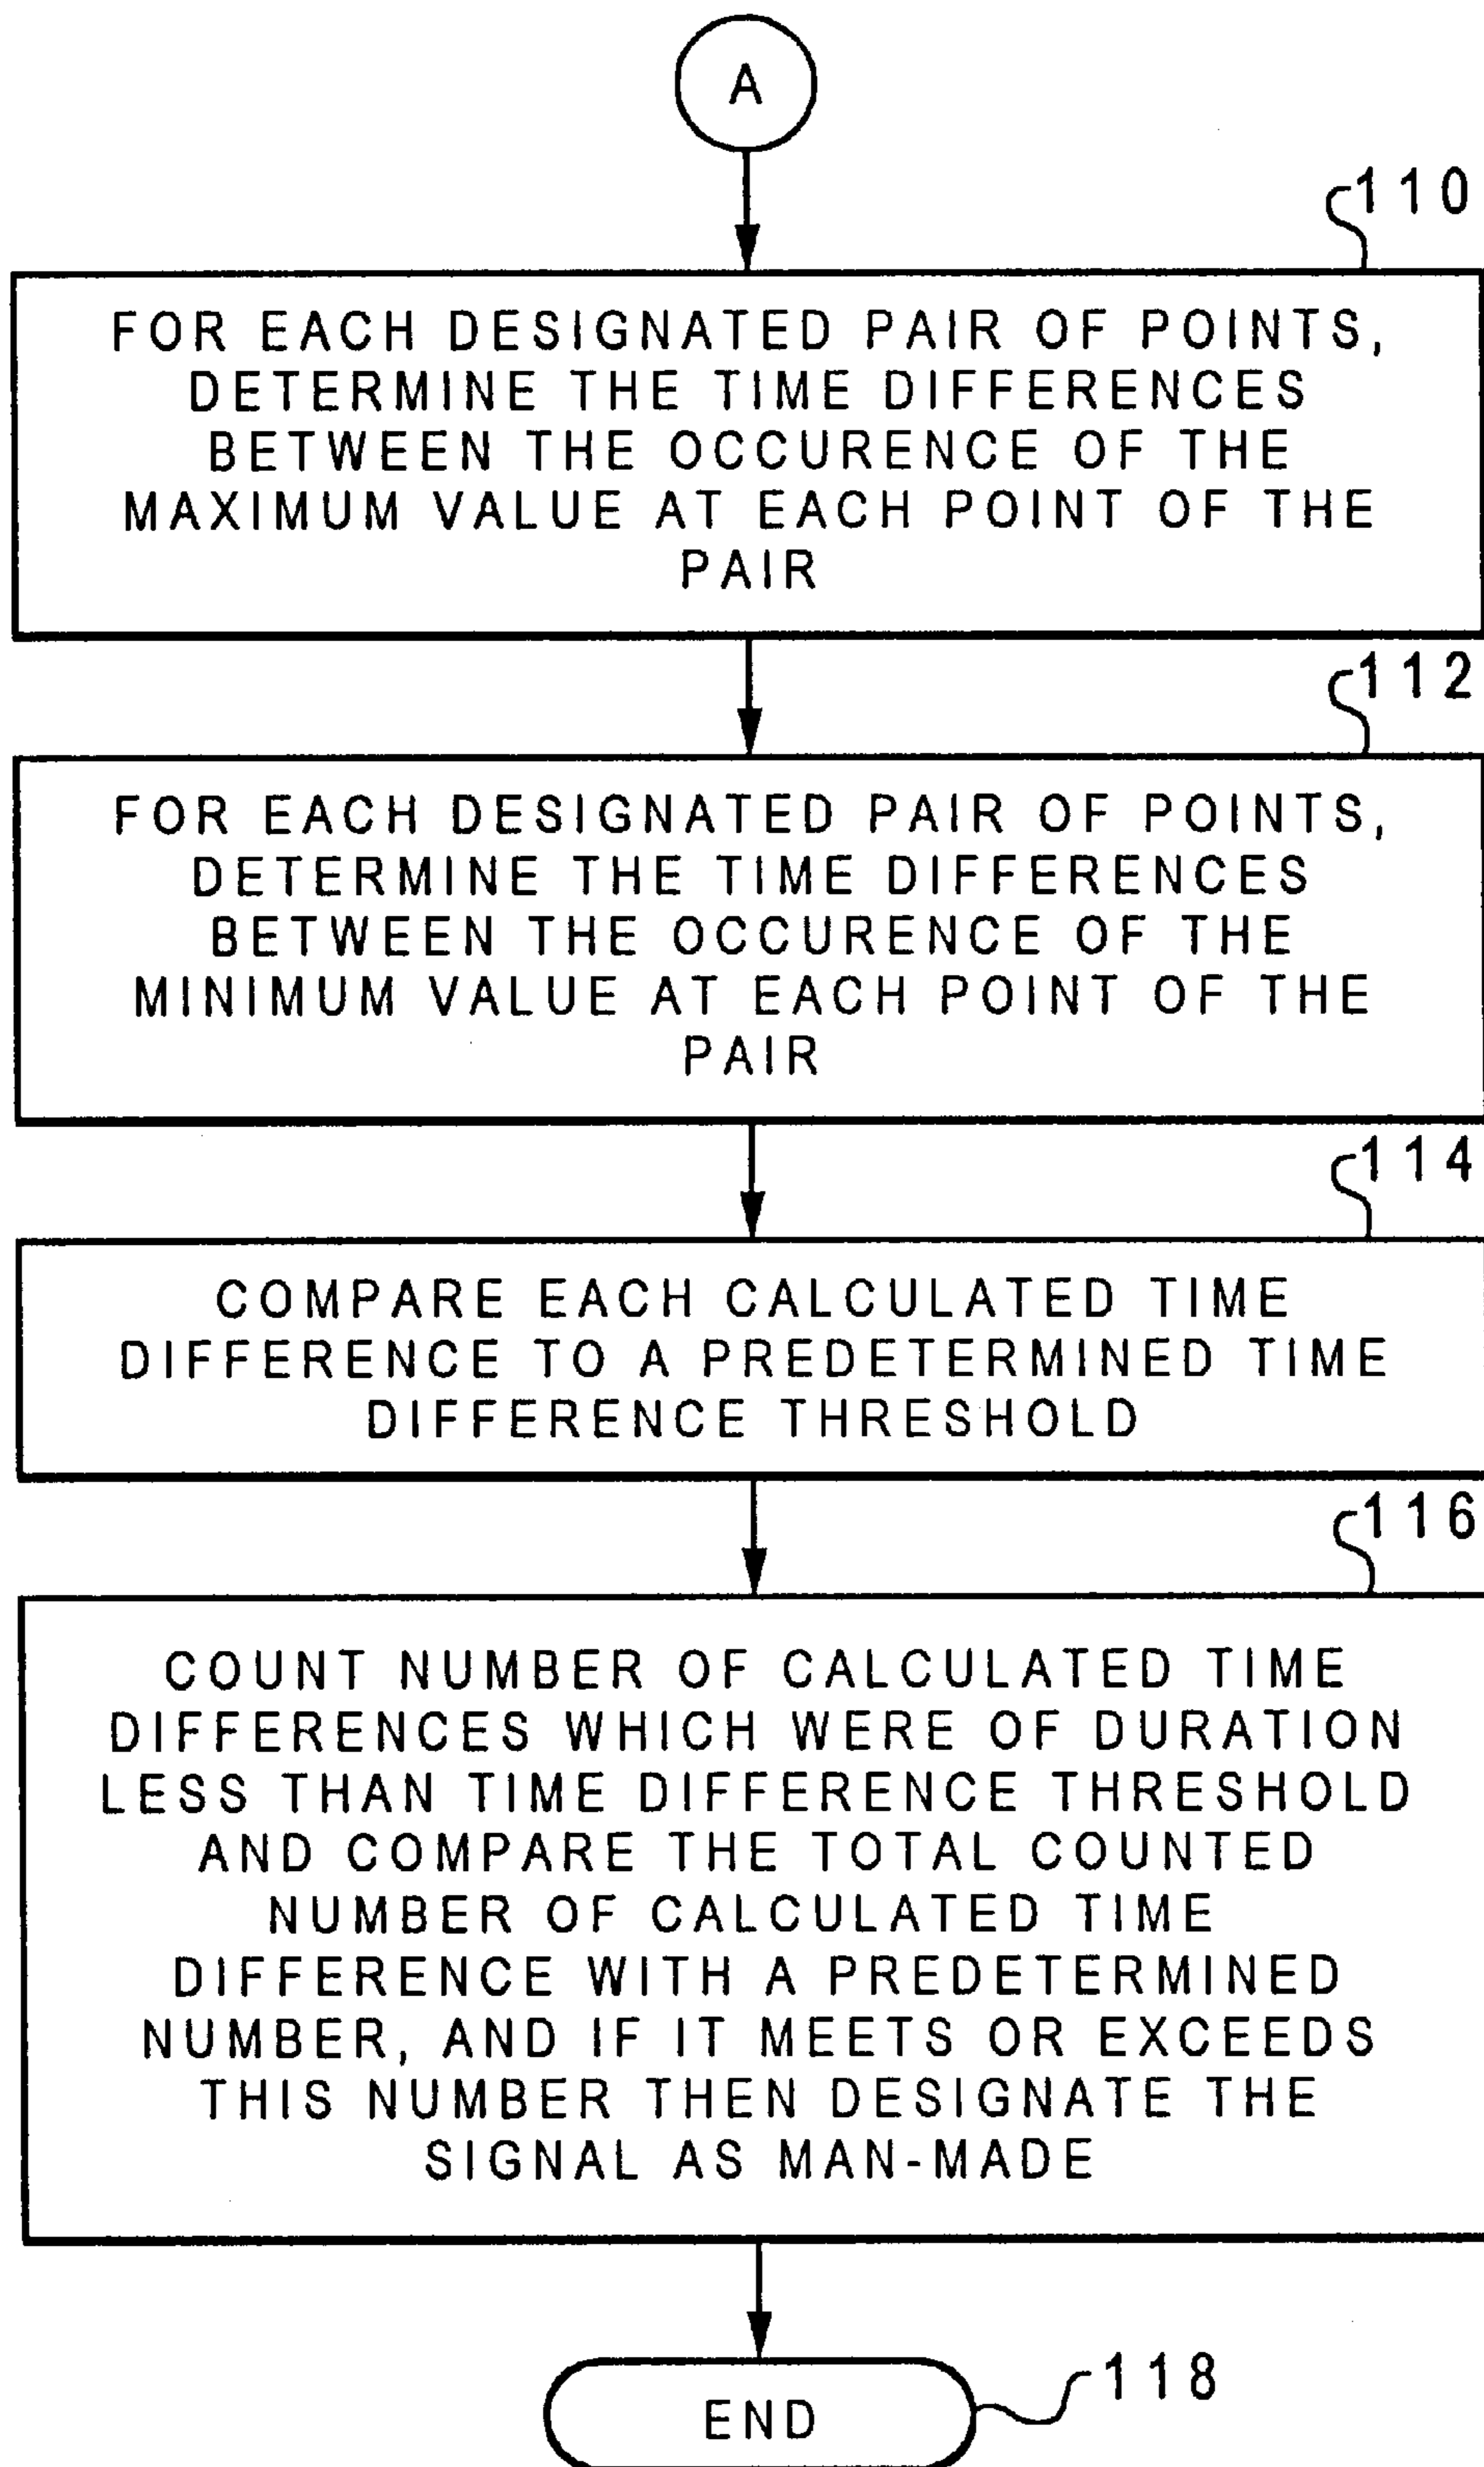 A
110
FOR EACH DESIGNATED PAIR OF POINTS,
DETERMINE THE TIME DIFFERENCES
BETWEEN THE OCCURENCE OF THE
MAXIMUM VALUE AT EACH POINT OF THE
PAIR
112
FOR EACH DESIGNATED PAIR OF POINTS,
DETERMINE THE TIME DIFFERENCES
BETWEEN THE OCCURENCE OF THE
MINIMUM VALUE AT EACH POINT OF THE
PAIR
114
COMPARE EACH CALCULATED TIME
DIFFERENCE TO A PREDETERMINED TIME
DIFFERENCE THRESHOLD
116
COUNT NUMBER OF CALCULATED TIME
DIFFERENCES WHICH WERE OF DURATION
LESS THAN TIME DIFFERENCE THRESHOLD
AND COMPARE THE TOTAL COUNTED
NUMBER OF CALCULATED TIME
DIFFERENCE WITH A PREDETERMINED
NUMBER, AND IF IT MEETS OR EXCEEDS
THIS NUMBER THEN DESIGNATE THE
SIGNAL AS MAN-MADE
END
118